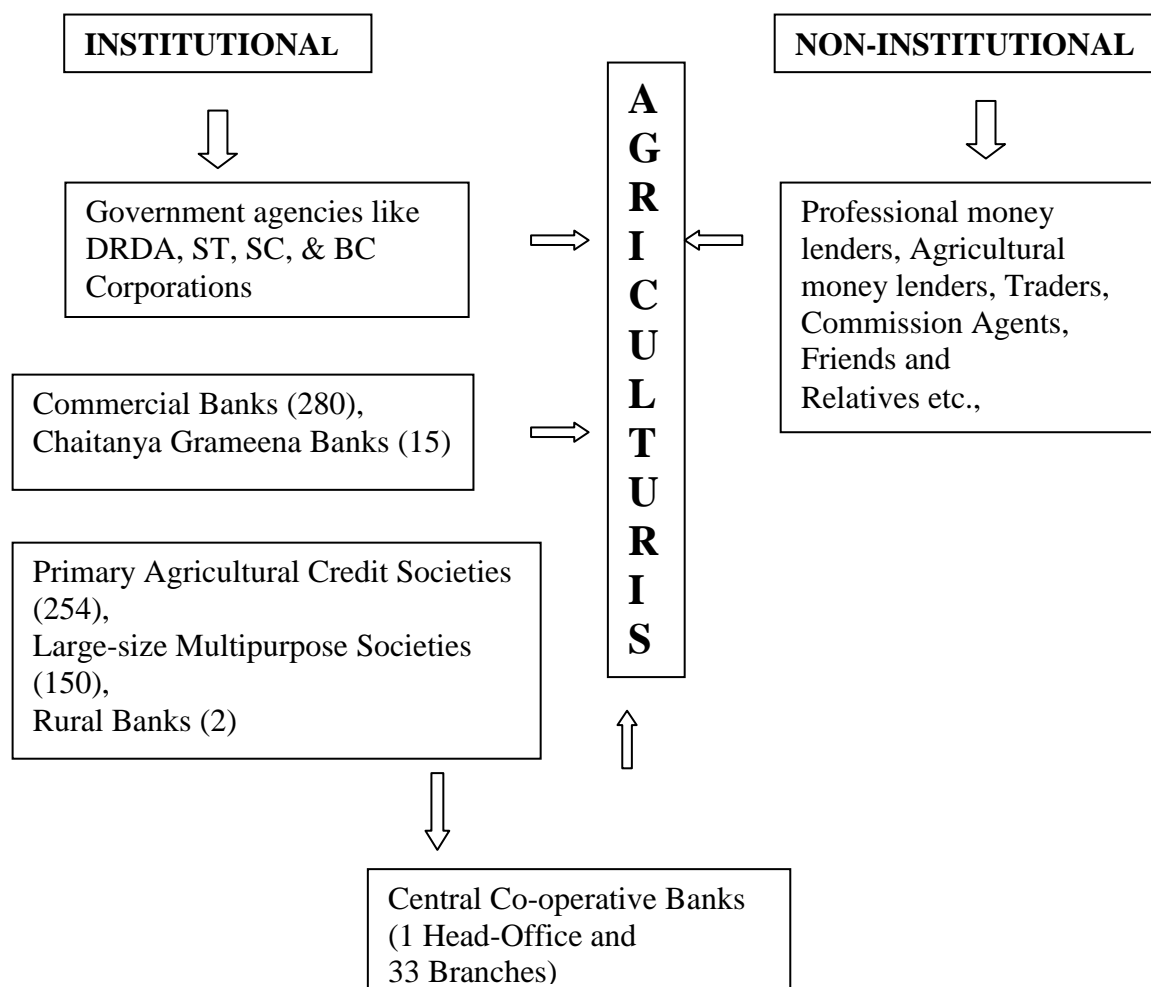 INSTITUTIONAL
NON-INSTITUTIONAL
A
G
R
I
C
U
L
T
U
R
I
S
Government agencies like
DRDA, ST, SC, & BC
Corporations
Professional money
lenders, Agricultural
money lenders, Traders,
Commission Agents,
Friends and
Relatives etc.,
Commercial Banks (280),
Chaitanya Grameena Banks (15)
Primary Agricultural Credit Societies
(254),
Large-size Multipurpose Societies
(150),
Rural Banks (2)
Central Co-operative Banks
(1 Head-Office and
33 Branches)